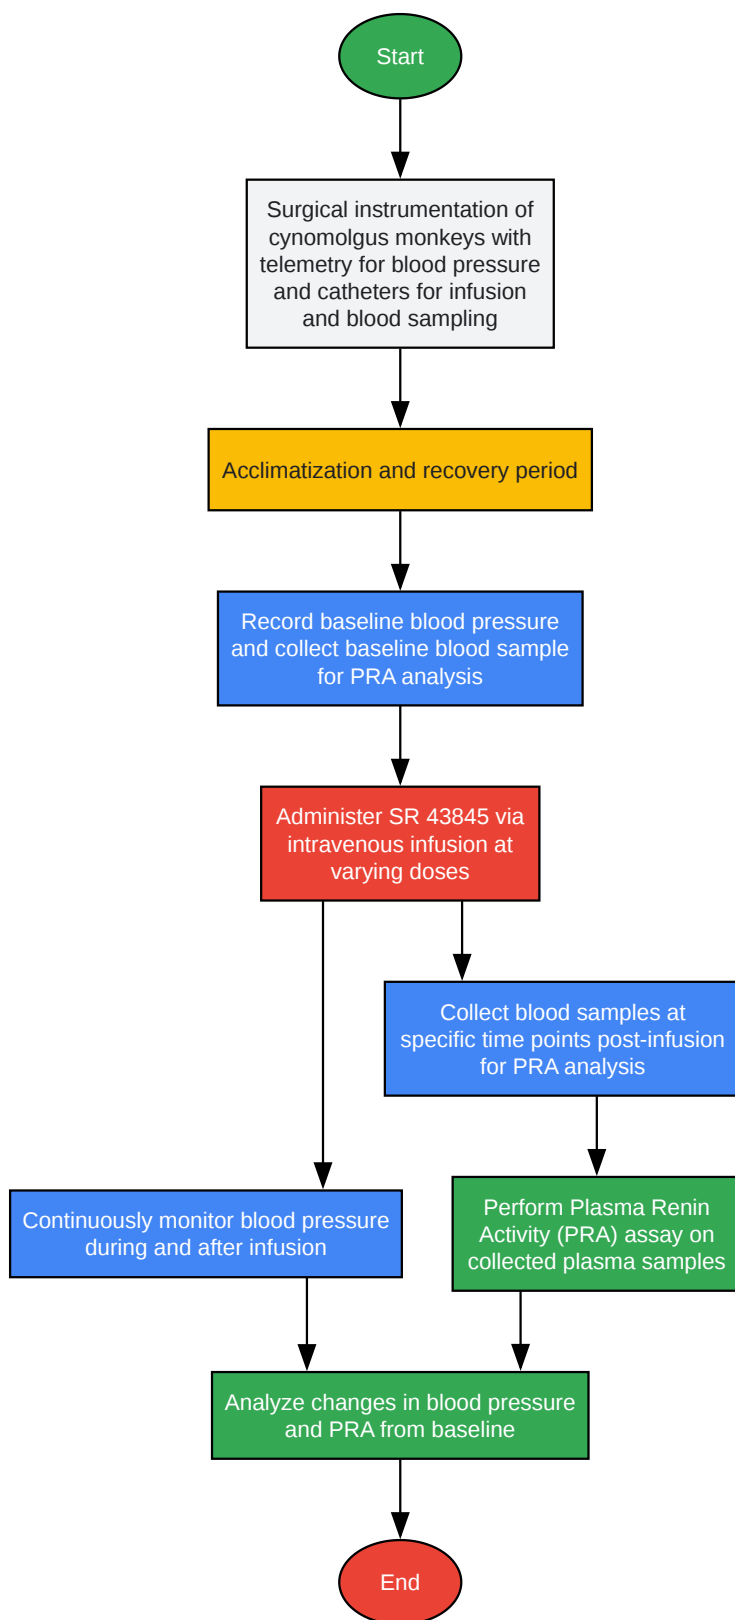 Start
Surgical instrumentation of
cynomolgus monkeys with
telemetry for blood pressure
and catheters for infusion
and blood sampling
Acclimatization and recovery period
Record baseline blood pressure
and collect baseline blood sample
for PRA analysis
Administer SR 43845 via
intravenous infusion at
varying doses
Collect blood samples at
specific time points post-infusion
for PRA analysis
Continuously monitor blood pressure
during and after infusion
Perform Plasma Renin
Activity (PRA) assay on
collected plasma samples
Analyze changes in blood pressure
and PRA from baseline
End